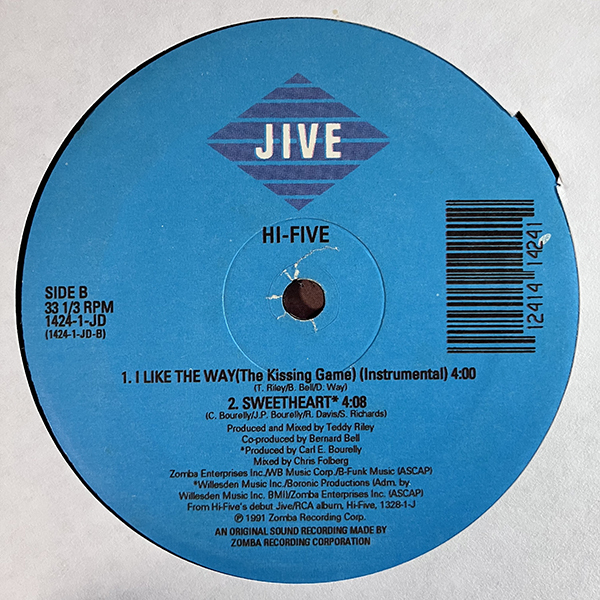 JIVE
HI-FIVE
SIDE B
33 1/3 RPM
1424-1-JD
(1424-1-JD-B)
12414 14241
1. I LIKE THE WAY(The Kissing Game) (Instrumental) 4:00
(T. Riley/B. Bell/D. Way)
2. SWEETHEART* 4:08
(C. Bourelly/J.P. Bourelly/R. Davis/S. Richards)
Produced and Mixed by Teddy Riley
Co-produced by Bernard Bell
*Produced by Carl E. Bourelly
Mixed by Chris Folberg
Zomba Enterprises Inc./WB Music Corp./B-Funk Music (ASCAP)
*Willesden Music Inc./Boronic Productions (Adm. by
Willesden Music Inc. BMI)/Zomba Enterprises Inc. (ASCAP)
From Hi-Five's debut Jive/RCA album, Hi-Five, 1328-1-J
℗ 1991 Zomba Recording Corp.
AN ORIGINAL SOUND RECORDING MADE BY
ZOMBA RECORDING CORPORATION